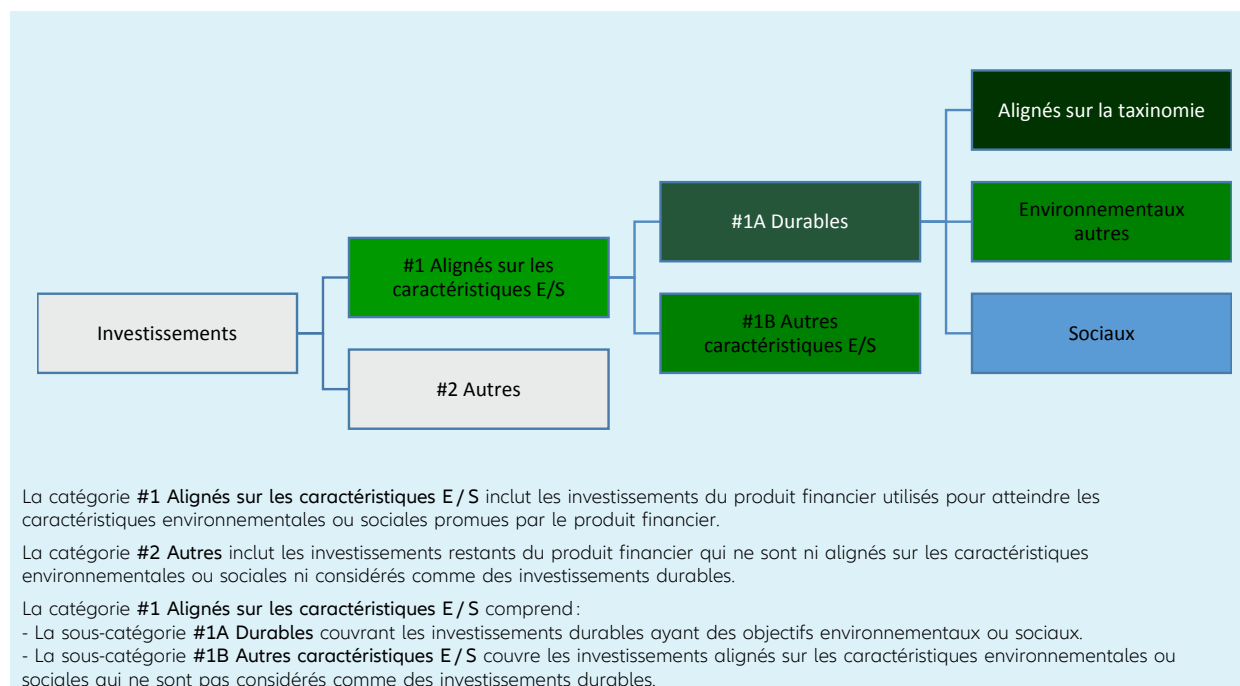 Alignés sur la taxinomie
#1A Durables
Environnementaux
autres
#1 Alignés sur les
caractéristiques E/S
Investissements
#1B Autres
caractéristiques E/S
Sociaux
#2 Autres
La catégorie #1 Alignés sur les caractéristiques E / S inclut les investissements du produit financier utilisés pour atteindre les
caractéristiques environnementales ou sociales promues par le produit financier.
La catégorie #2 Autres inclut les investissements restants du produit financier qui ne sont ni alignés sur les caractéristiques
environnementales ou sociales ni considérés comme des investissements durables.
La catégorie #1 Alignés sur les caractéristiques E / S comprend :
- La sous-catégorie #1A Durables couvrant les investissements durables ayant des objectifs environnementaux ou sociaux.
- La sous-catégorie #1B Autres caractéristiques E / S couvre les investissements alignés sur les caractéristiques environnementales ou
sociales qui ne sont pas considérés comme des investissements durables.